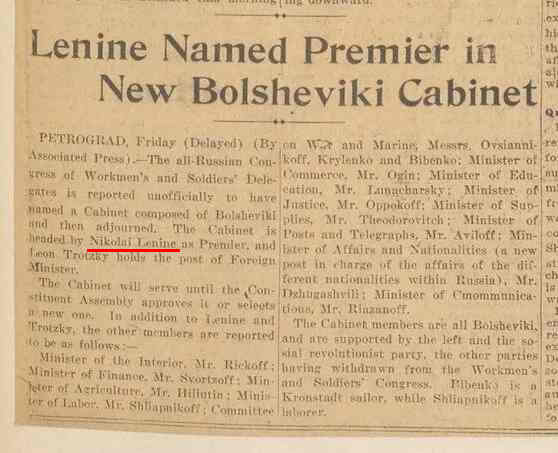 Lenine Named Premier in
New Bolsheviki Cabinet
PETROGRAD, Friday (Delayed) (By
Associated Press).—The all-Russian Con-
gress of Workmen's and Soldiers' Dele-
gates is reported unofficially to have
named a Cabinet composed of Bolsheviki
and then adjourned. The Cabinet is
headed by Nikolai Lenine as Premier, and
Leon Trotzky holds the post of Foreign
Minister.
The Cabinet will serve until the Con-
stituent Assembly approves it or selects
a new one. In addition to Lenine and
Trotzky, the other members are reported
to be as follows:—
Minister of the Interior, Mr. Rickoff;
Minister of Finance, Mr. Svortzoff; Min-
ister of Agriculture, Mr. Hiliutin; Minis-
ter of Labor, Mr. Shliapnikoff; Committee
on War and Marine, Messrs. Ovsianni-
koff, Krylenko and Bibenko; Minister of
Commerce, Mr. Ogin; Minister of Edu-
cation, Mr. Lungcharsky; Minister of
Justice, Mr. Oppokoff; Minister of Sup-
plies, Mr. Theodorovitch; Minister of
Posts and Telegraphs, Mr. Aviloff; Min-
ister of Affairs and Nationalities (a new
post in charge of the affairs of the dif-
ferent nationalities within Russia), Mr.
Dzhugashvili; Minister of Cmommunica-
tions, Mr. Riazanoff.
The Cabinet members are all Bolsheviki,
and are supported by the left and the so-
sial revolutionist party, the other parties
having withdrawn from the Workmen's
and Soldiers' Congress. Bibenko is a
Kronstadt sailor, while Shliapnikoff is a
laborer.